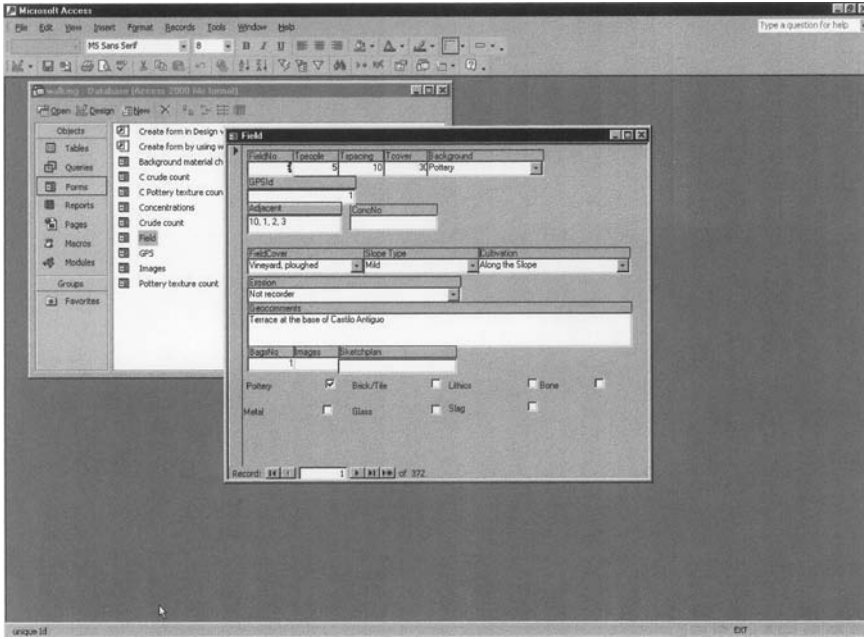 Microsoft Access
File Edit View Insert Format Records Tools Window Help
Type a question for help
MS Sans Serif 8 B I U
walking : Database (Access 2000 file format)
Open Design New
Objects
Tables
Queries
Forms
Reports
Pages
Macros
Modules
Groups
Favorites
Create form in Design v
Create form by using w
Background material ch
C crude count
C Pottery texture coun
Concentrations
Crude count
Field
GPS
Images
Pottery texture count
Field
FieldNo Tpeople Tspacing Tcover Background
5 10 30 Pottery
GPSId
1
Adjacent ConcNo
10, 1, 2, 3
FieldCover Slope Type Cultivation
Vineyard, ploughed Mild Along the Slope
Erosion
Not recorder
Geocomments
Terrace at the base of Castilo Antiguo
BagsNo Images Sketchplan
1
Pottery Brick/Tile Lithics Bone
Metal Glass Slag
Record: 1 of 372
unique Id
EXT